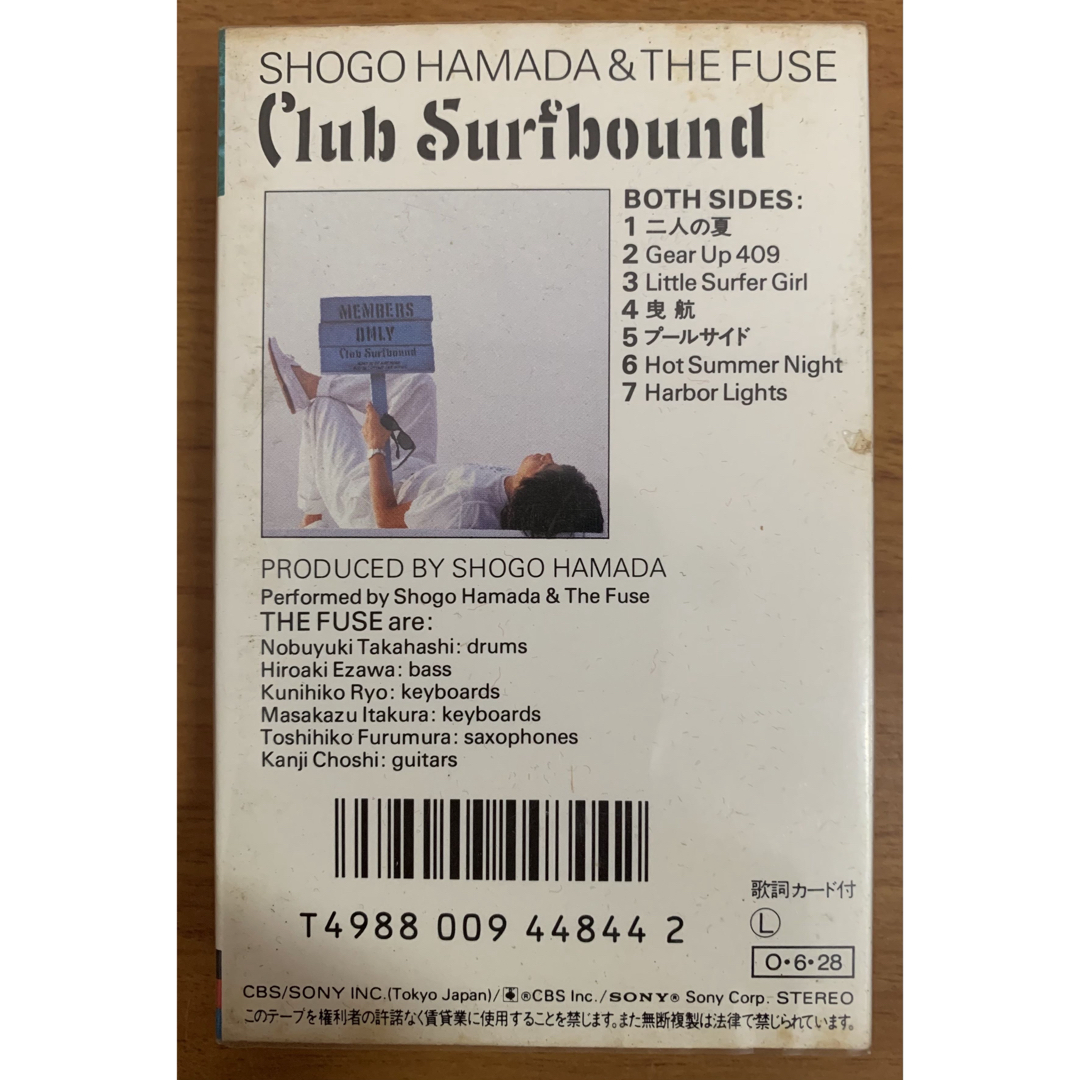 SHOGO HAMADA & THE FUSE
Club Surfbound
BOTH SIDES:
1 二人の夏
2 Gear Up 409
3 Little Surfer Girl
4 曳航
5 プールサイド
6 Hot Summer Night
7 Harbor Lights
MEMBERS
ONLY
Club Surfbound
PRODUCED BY SHOGO HAMADA
Performed by Shogo Hamada & The Fuse
THE FUSE are:
Nobuyuki Takahashi: drums
Hiroaki Ezawa: bass
Kunihiko Ryo: keyboards
Masakazu Itakura: keyboards
Toshihiko Furumura: saxophones
Kanji Choshi: guitars
T4988 009 44844 2
歌詞カード付
Ⓛ
O・6・28
CBS/SONY INC.(Tokyo Japan)/®CBS Inc./SONY® Sony Corp. STEREO
このテープを権利者の許諾なく賃貸業に使用することを禁じます。また無断複製は法律で禁じられています。